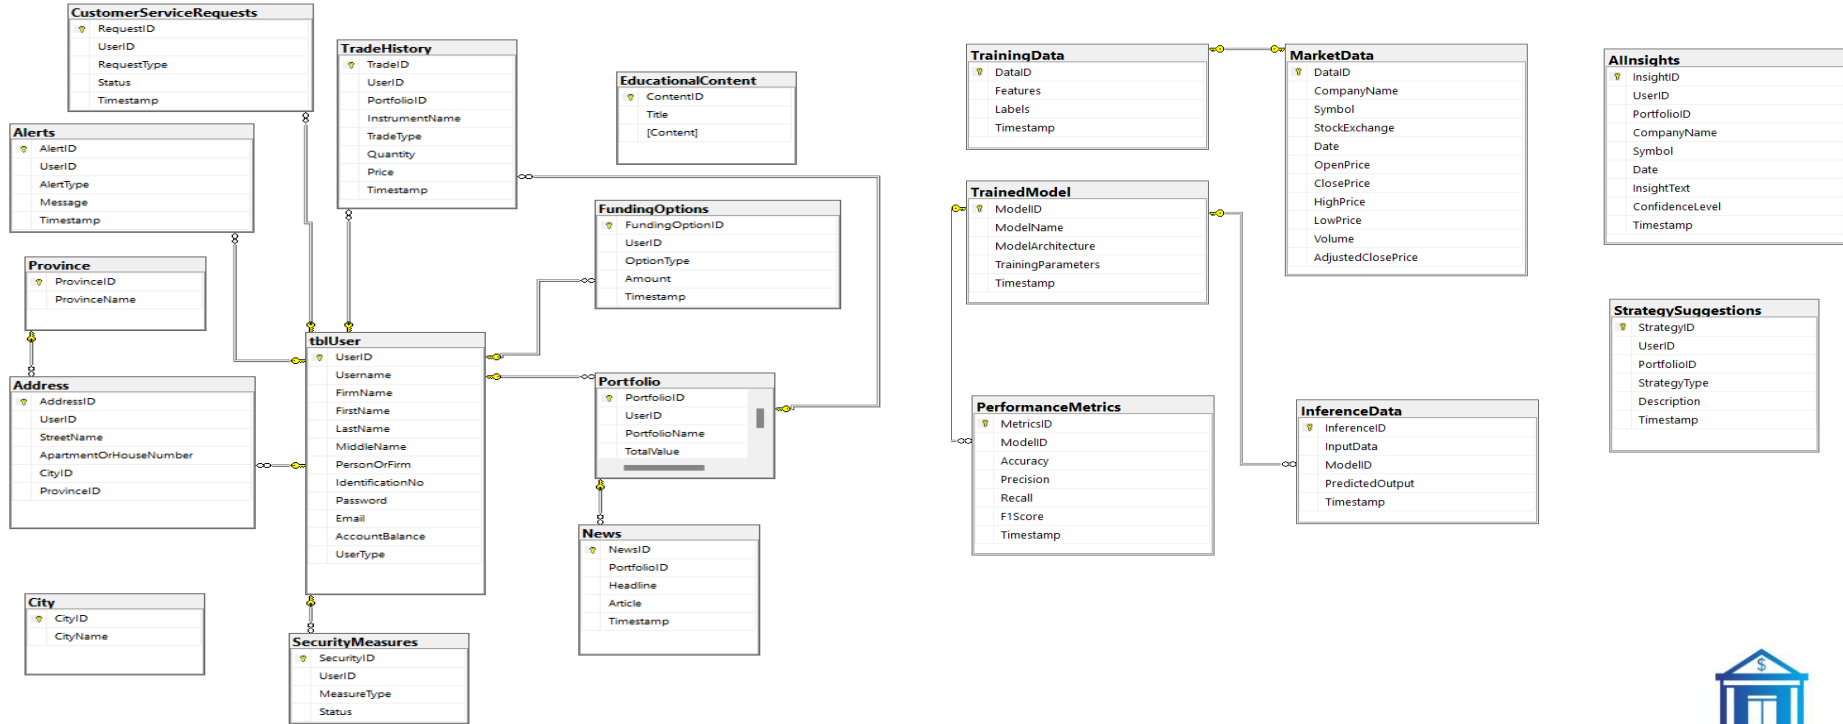 CustomerServiceRequests
RequestID
UserID
RequestType
Status
Timestamp
TradeHistory
TradeID
UserID
PortfolioID
InstrumentName
TradeType
Quantity
Price
Timestamp
EducationalContent
ContentID
Title
[Content]
Alerts
AlertID
UserID
AlertType
Message
Timestamp
FundingOptions
FundingOptionID
UserID
OptionType
Amount
Timestamp
Province
ProvinceID
ProvinceName
tblUser
UserID
Username
FirmName
FirstName
LastName
MiddleName
PersonOrFirm
IdentificationNo
Password
Email
AccountBalance
UserType
Address
AddressID
UserID
StreetName
ApartmentOrHouseNumber
CityID
ProvinceID
Portfolio
PortfolioID
UserID
PortfolioName
TotalValue
News
NewsID
PortfolioID
Headline
Article
Timestamp
City
CityID
CityName
SecurityMeasures
SecurityID
UserID
MeasureType
Status
TrainingData
DataID
Features
Labels
Timestamp
MarketData
DataID
CompanyName
Symbol
StockExchange
Date
OpenPrice
ClosePrice
HighPrice
LowPrice
Volume
AdjustedClosePrice
AIInsights
InsightID
UserID
PortfolioID
CompanyName
Symbol
Date
InsightText
ConfidenceLevel
Timestamp
TrainedModel
ModelID
ModelName
ModelArchitecture
TrainingParameters
Timestamp
StrategySuggestions
StrategyID
UserID
PortfolioID
StrategyType
Description
Timestamp
PerformanceMetrics
MetricsID
ModelID
Accuracy
Precision
Recall
F1Score
Timestamp
InferenceData
InferenceID
InputData
ModelID
PredictedOutput
Timestamp
$